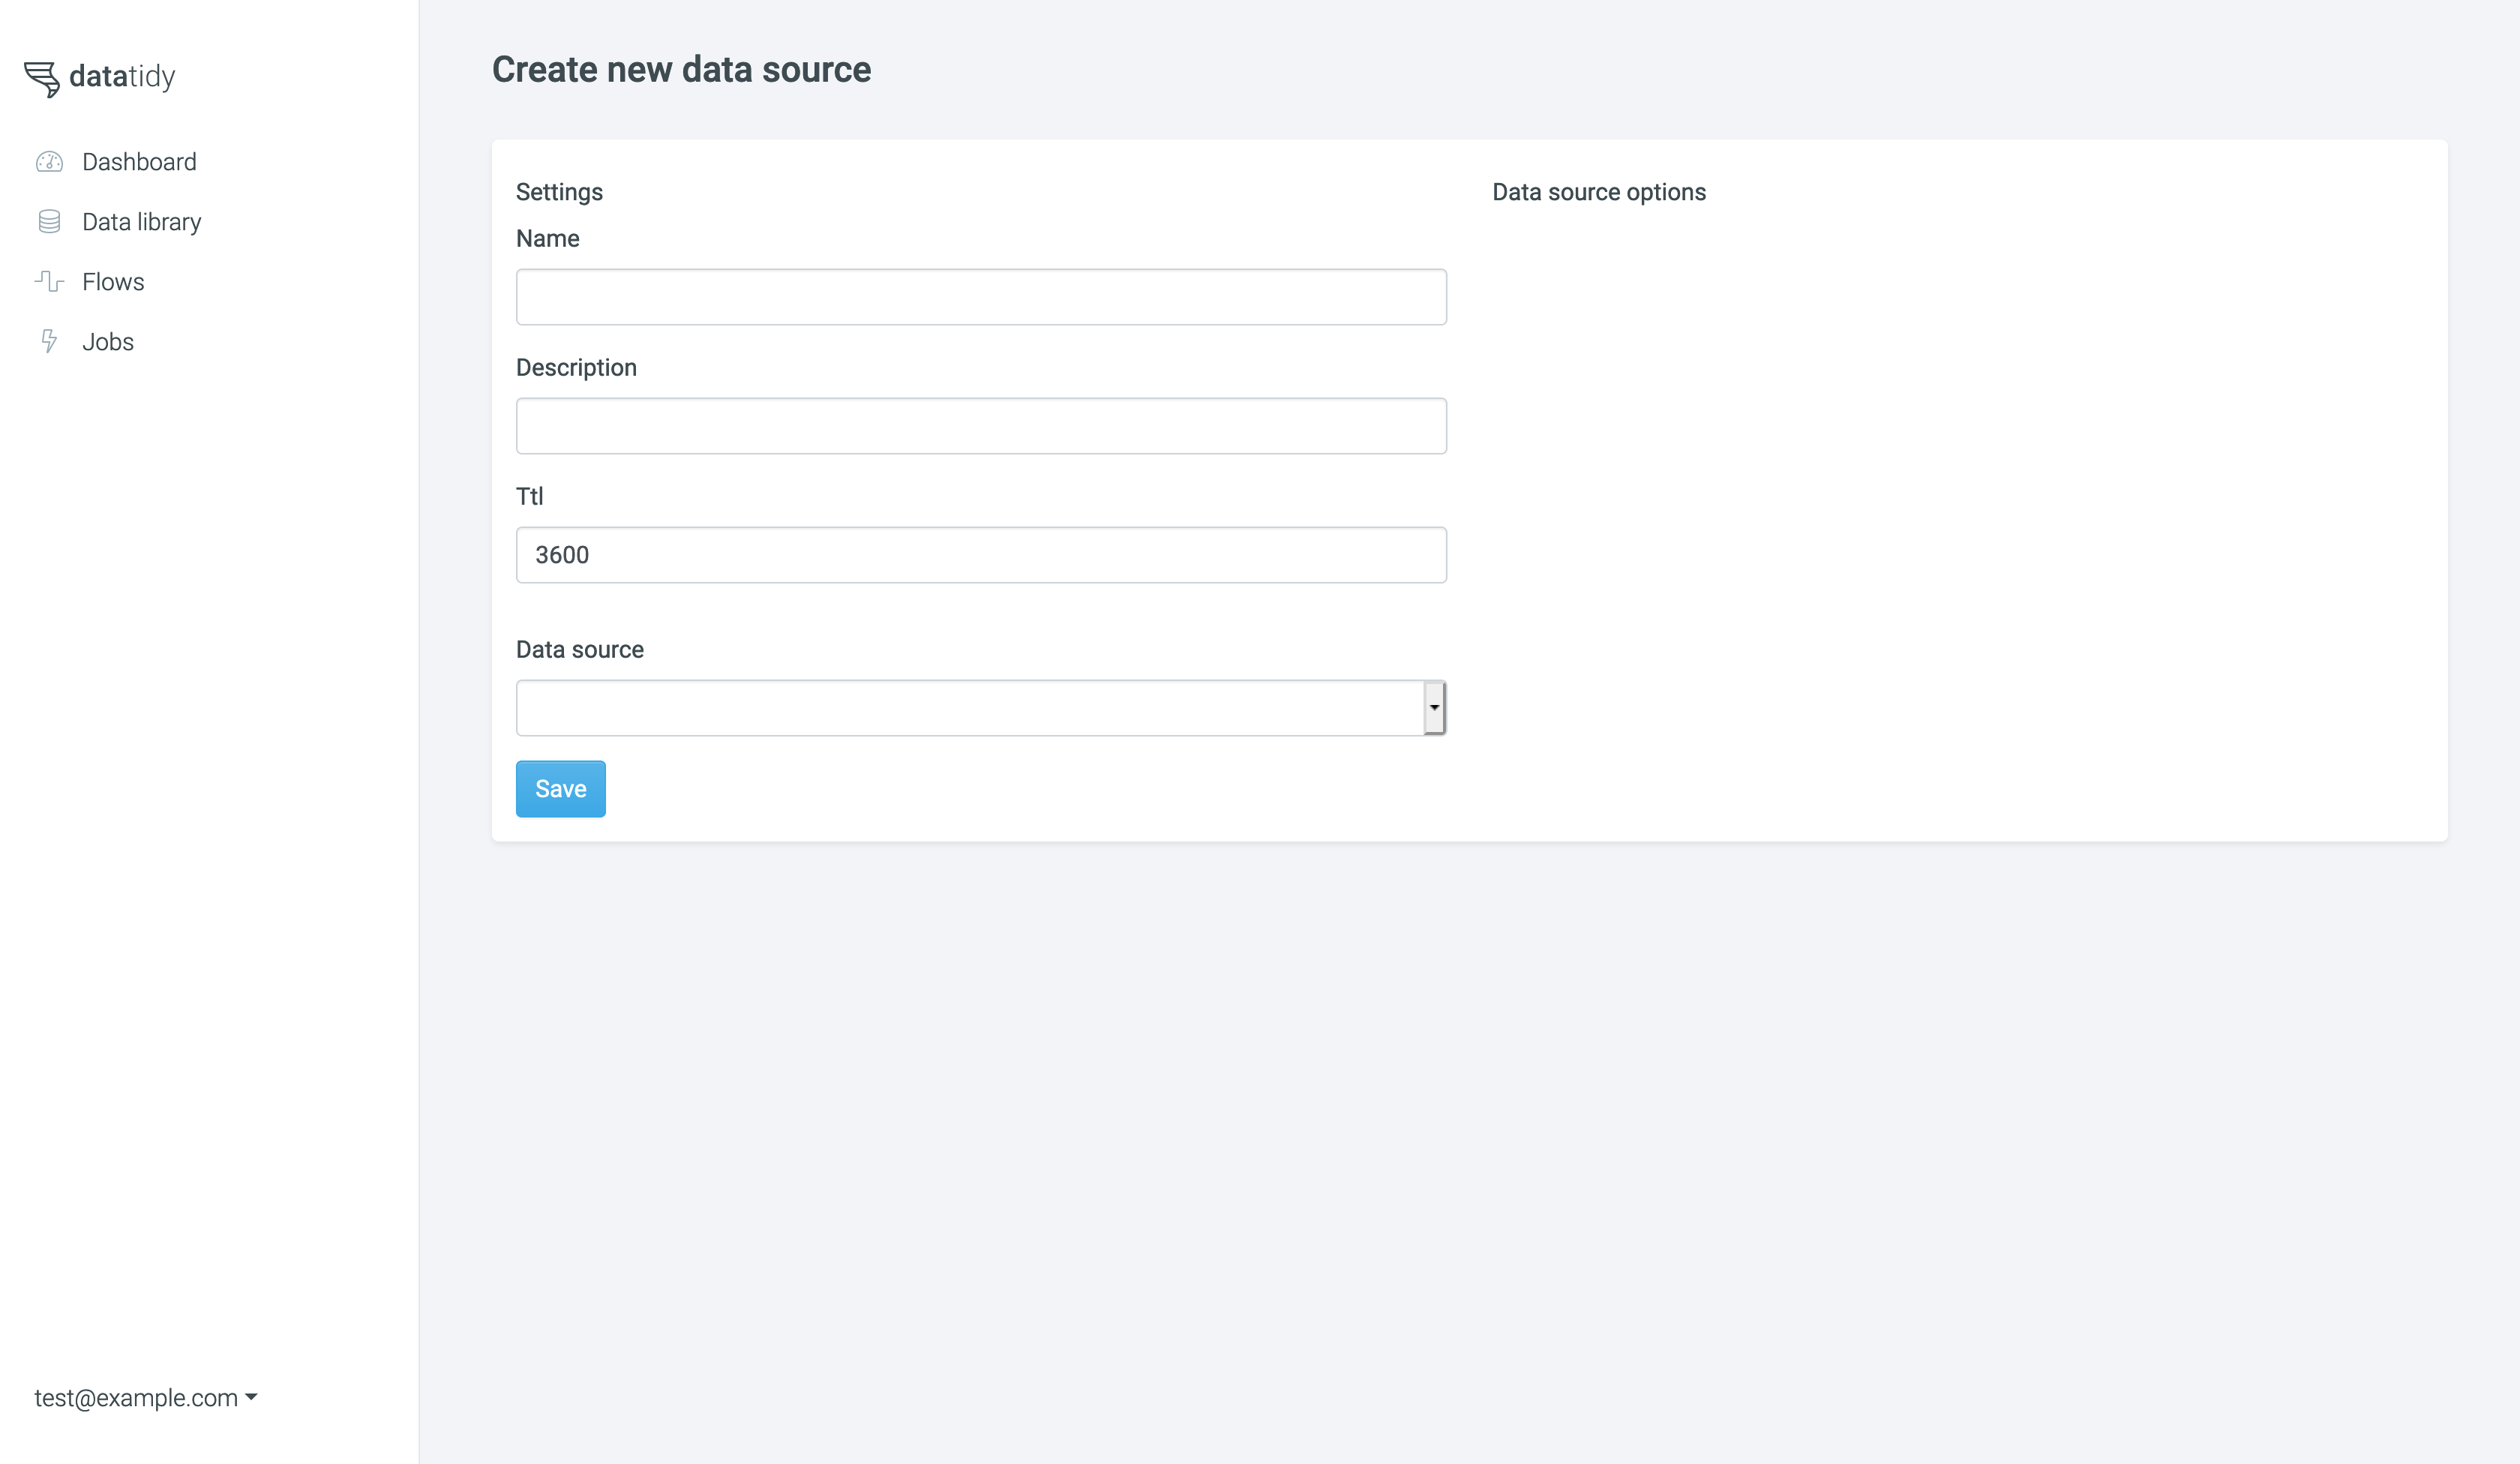 datatidy
Dashboard
Data library
Flows
Jobs
test@example.com
Create new data source
Settings
Name
Description
Ttl
3600
Data source
Save
Data source options